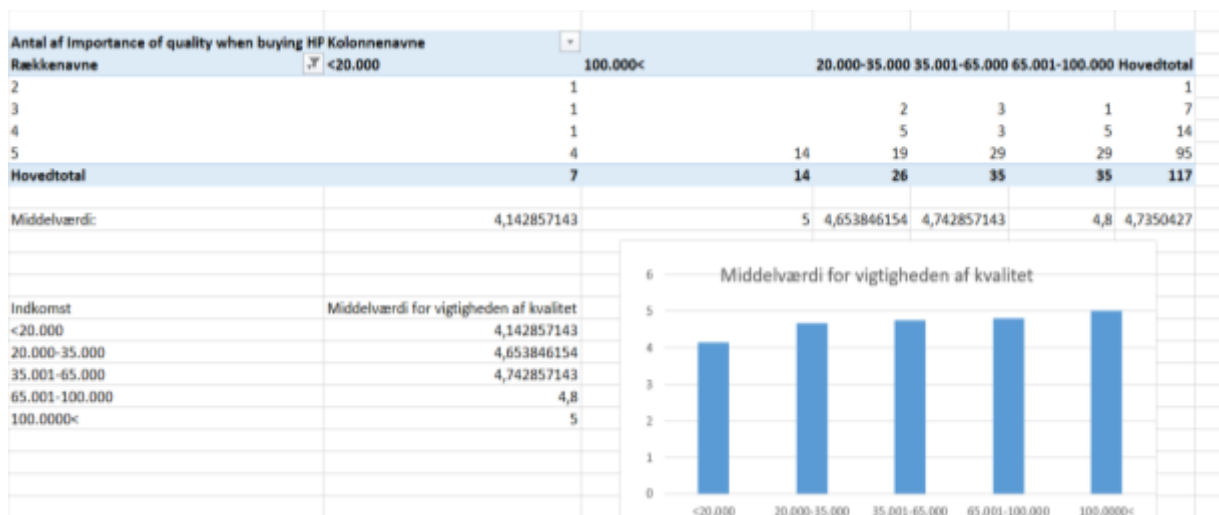 Antal af Importance of quality when buying HP Kolonnenavne
Rækkenavne <20.000 100.000< 20.000-35.000 35.001-65.000 65.001-100.000 Hovedtotal
2 1 1
3 1 2 3 1 7
4 1 5 3 5 14
5 4 14 19 29 29 95
Hovedtotal 7 14 26 35 35 117
Middelværdi: 4,142857143 5 4,653846154 4,742857143 4,8 4,7350427
Indkomst Middelværdi for vigtigheden af kvalitet
<20.000 4,142857143
20.000-35.000 4,653846154
35.001-65.000 4,742857143
65.001-100.000 4,8
100.0000< 5
Middelværdi for vigtigheden af kvalitet
6
5
4
3
2
1
0
<20.000 20.000-35.000 35.001-65.000 65.001-100.000 100.0000<